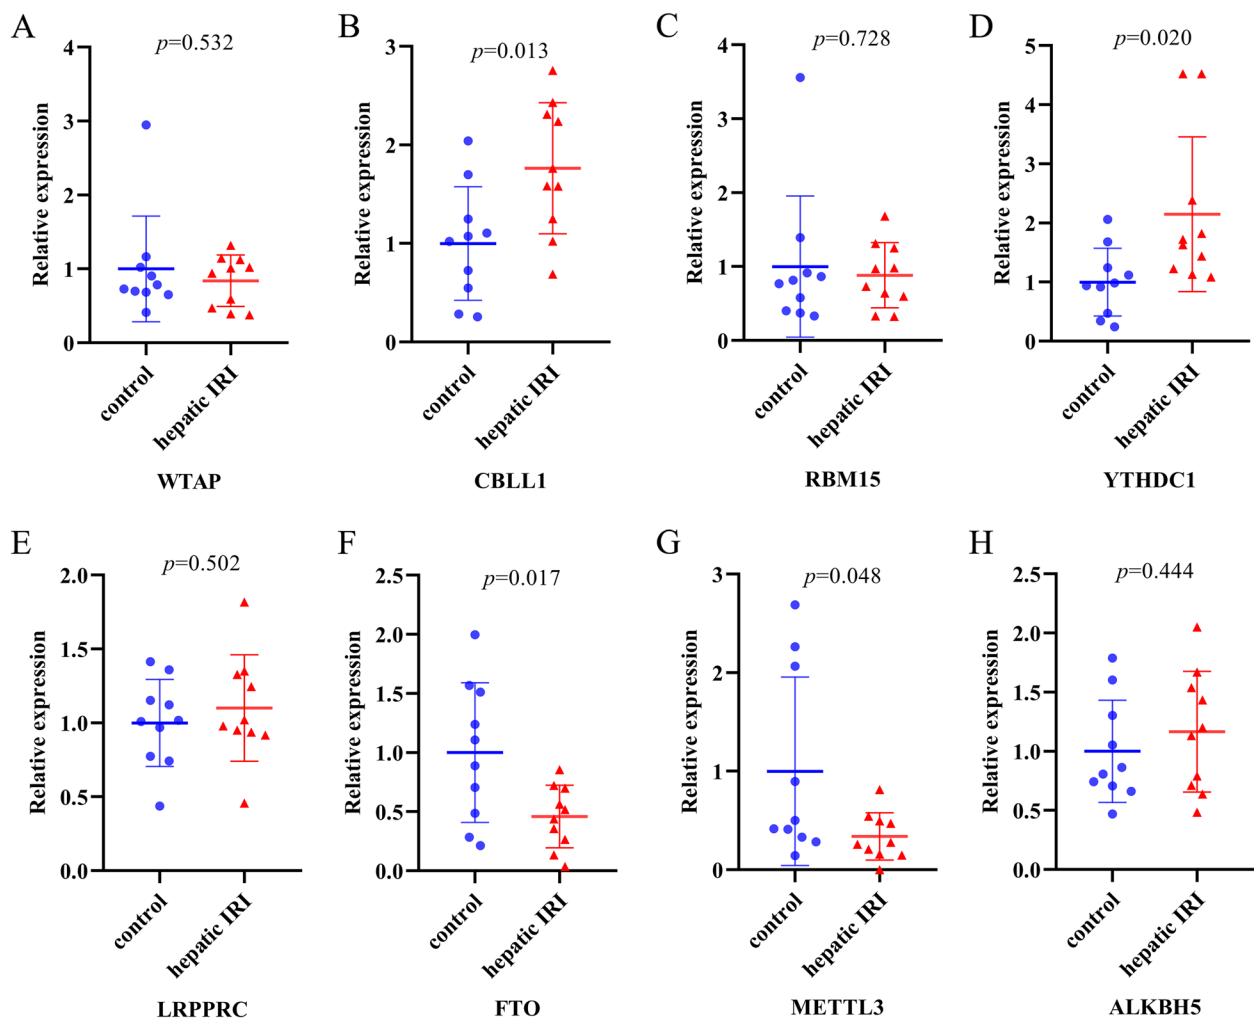 A
p=0.532
Relative expression
4
3
2
1
0
control
hepatic IRI
WTAP
B
p=0.013
Relative expression
3
2
1
0
control
hepatic IRI
CBLL1
C
p=0.728
Relative expression
4
3
2
1
0
control
hepatic IRI
RBM15
D
p=0.020
Relative expression
5
4
3
2
1
0
control
hepatic IRI
YTHDC1
E
p=0.502
Relative expression
2.0
1.5
1.0
0.5
0.0
control
hepatic IRI
LRPPRC
F
p=0.017
Relative expression
2.5
2.0
1.5
1.0
0.5
0.0
control
hepatic IRI
FTO
G
p=0.048
Relative expression
3
2
1
0
control
hepatic IRI
METTL3
H
p=0.444
Relative expression
2.5
2.0
1.5
1.0
0.5
0.0
control
hepatic IRI
ALKBH5